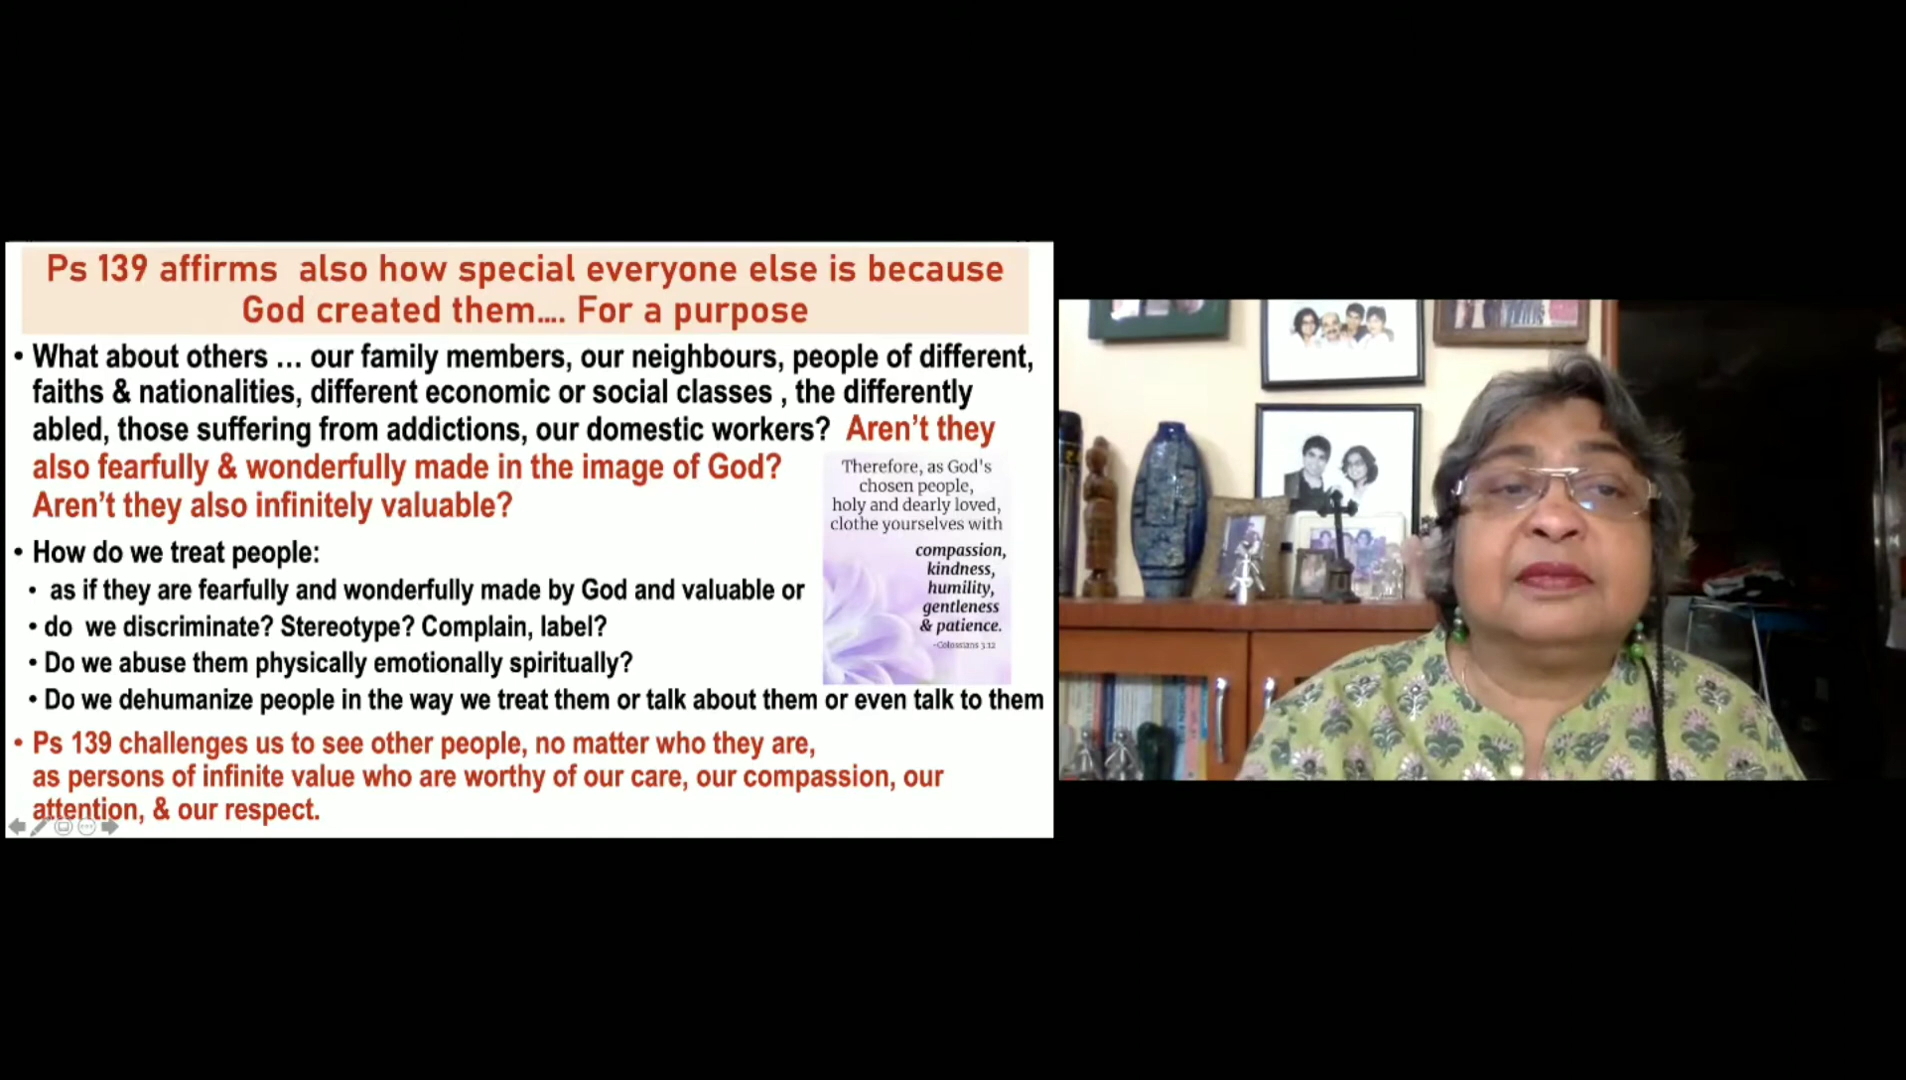 Ps 139 affirms also how special everyone else is because
God created them.... For a purpose
• What about others ... our family members, our neighbours, people of different,
faiths & nationalities, different economic or social classes , the differently
abled, those suffering from addictions, our domestic workers? Aren't they
also fearfully & wonderfully made in the image of God?
Aren't they also infinitely valuable?
• How do we treat people:
• as if they are fearfully and wonderfully made by God and valuable or
• do we discriminate? Stereotype? Complain, label?
• Do we abuse them physically emotionally spiritually?
• Do we dehumanize people in the way we treat them or talk about them or even talk to them
• Ps 139 challenges us to see other people, no matter who they are,
as persons of infinite value who are worthy of our care, our compassion, our
attention, & our respect.
Therefore, as God's
chosen people,
holy and dearly loved,
clothe yourselves with
compassion,
kindness,
humility,
gentleness
& patience.
-Colossians 3:12